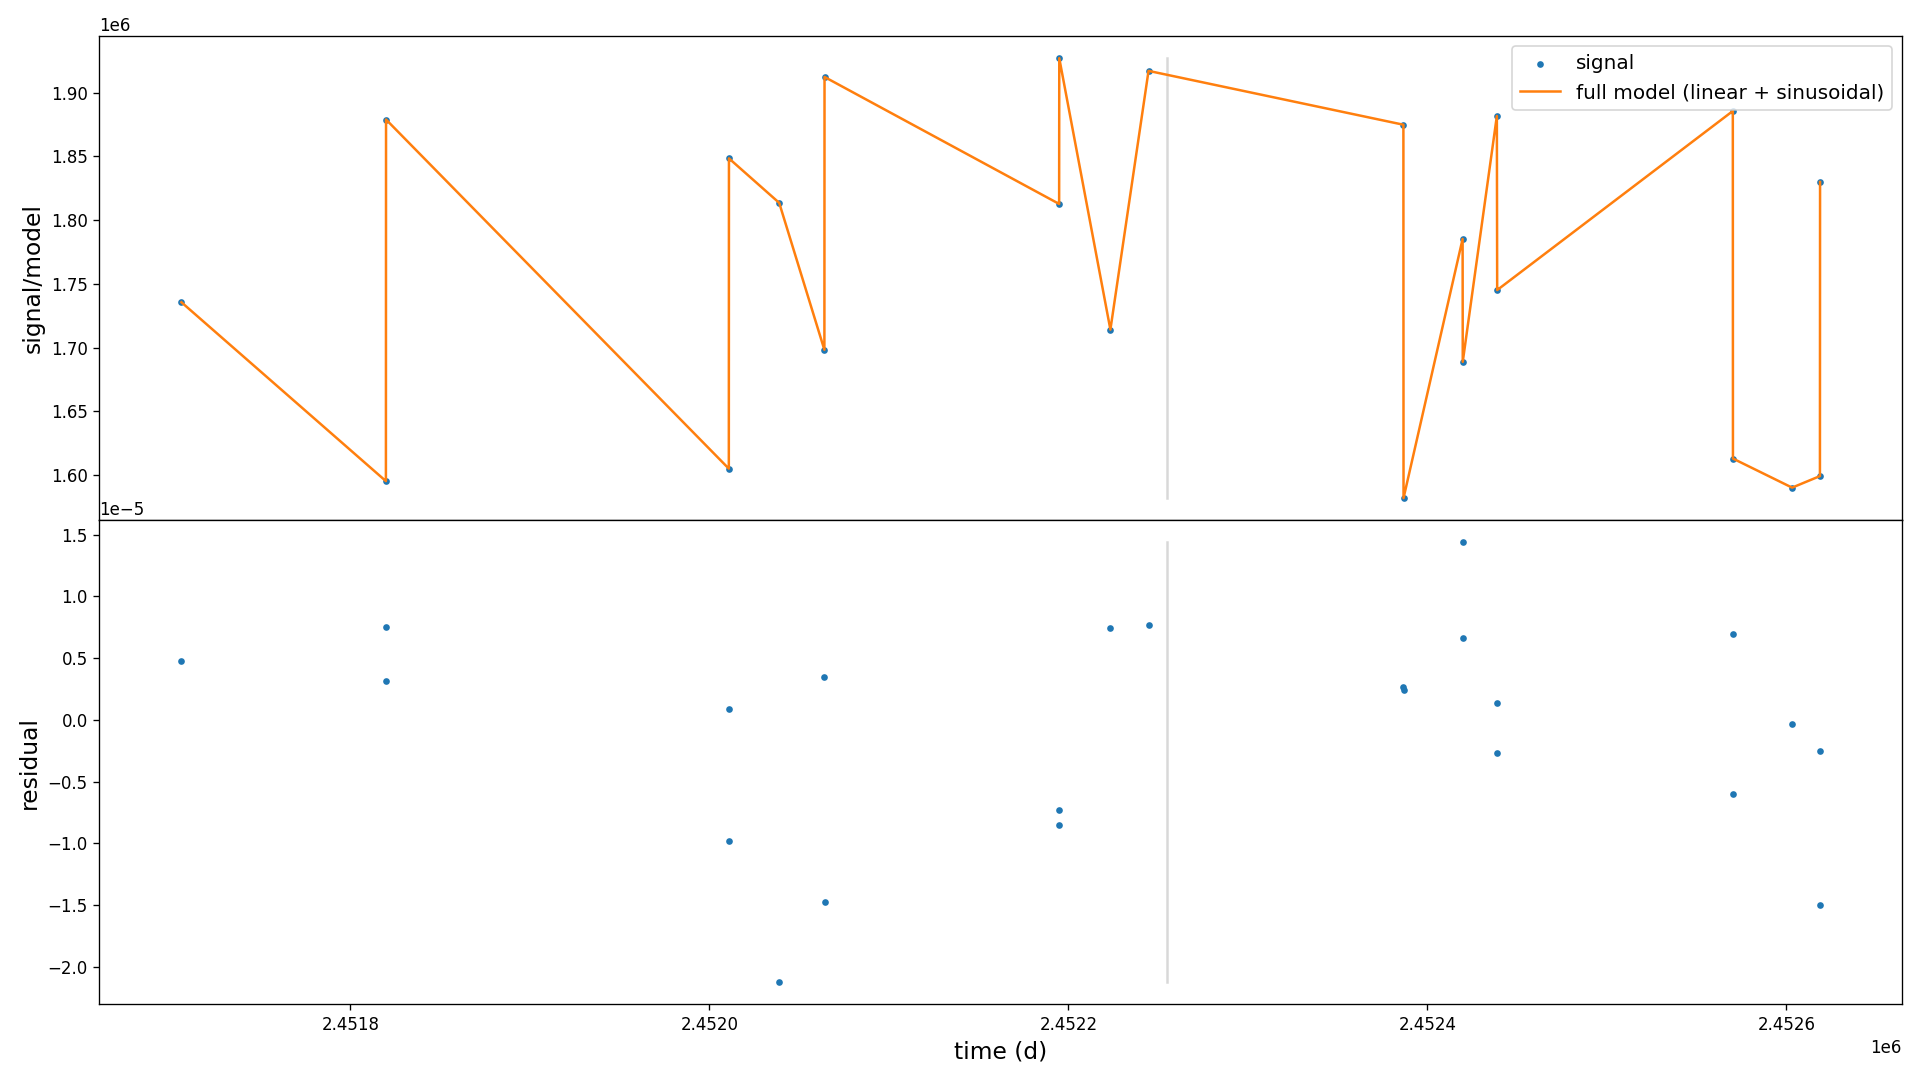 1e6
signal
full model (linear + sinusoidal)
1.90
1.85
1.80
1.75
1.70
1.65
1.60
signal/model
1e−5
1.5
1.0
0.5
0.0
−0.5
−1.0
−1.5
−2.0
residual
2.4518
2.4520
2.4522
2.4524
2.4526
1e6
time (d)